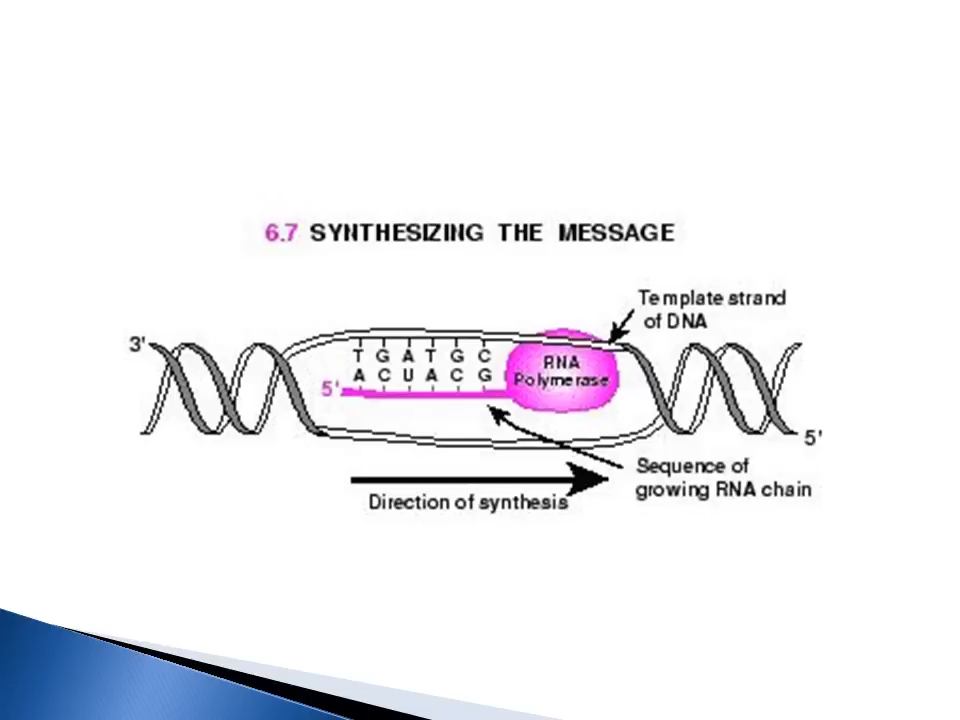 6.7 SYNTHESIZING THE MESSAGE
Template strand
of DNA
3'
T G A T G C
A C U A C G
RNA
Polymerase
5'
5'
Sequence of
growing RNA chain
Direction of synthesis